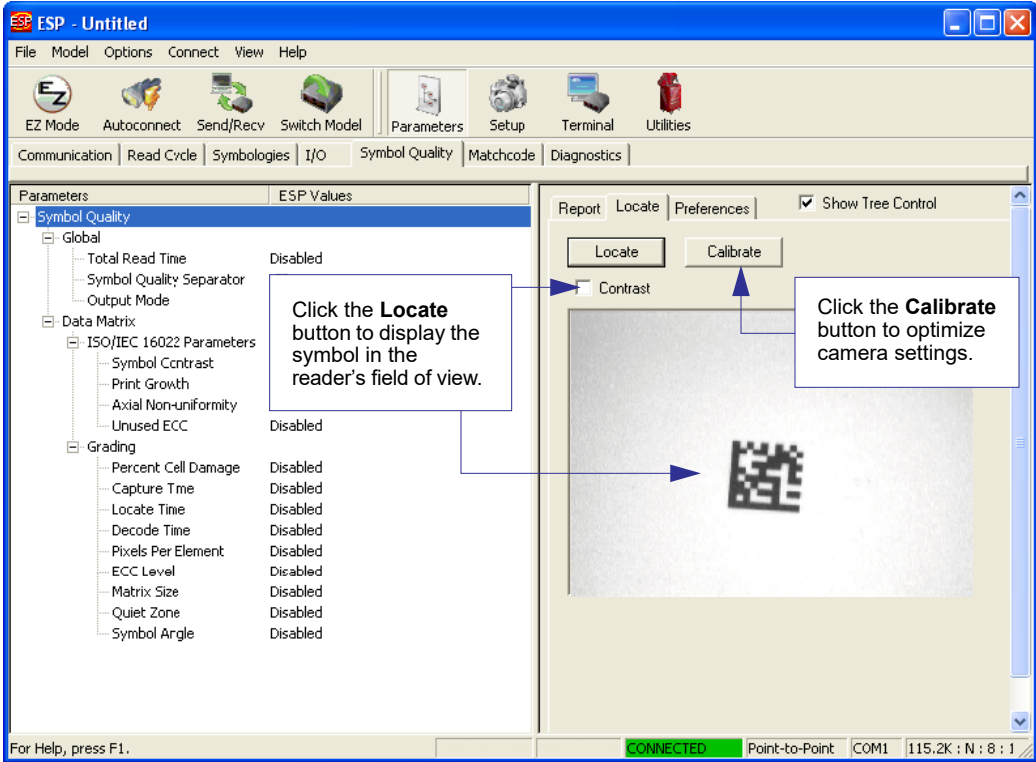 ESP - Untitled
File Model Options Connect View Help
EZ Mode Autoconnect Send/Recv Switch Model Parameters Setup Terminal Utilities
Communication Read Cycle Symbologies I/O Symbol Quality Matchcode Diagnostics
Parameters ESP Values
Symbol Quality
Global
Total Read Time Disabled
Symbol Quality Separator
Output Mode
Data Matrix
ISO/IEC 16022 Parameters
Symbol Contrast
Print Growth
Axial Non-uniformity
Unused ECC Disabled
Grading
Percent Cell Damage Disabled
Capture Time Disabled
Locate Time Disabled
Decode Time Disabled
Pixels Per Element Disabled
ECC Level Disabled
Matrix Size Disabled
Quiet Zone Disabled
Symbol Angle Disabled
Report Locate Preferences Show Tree Control
Locate Calibrate
Contrast
Click the Locate
button to display the
symbol in the
reader's field of view.
Click the Calibrate
button to optimize
camera settings.
For Help, press F1. CONNECTED Point-to-Point COM1 115.2K : N : 8 : 1